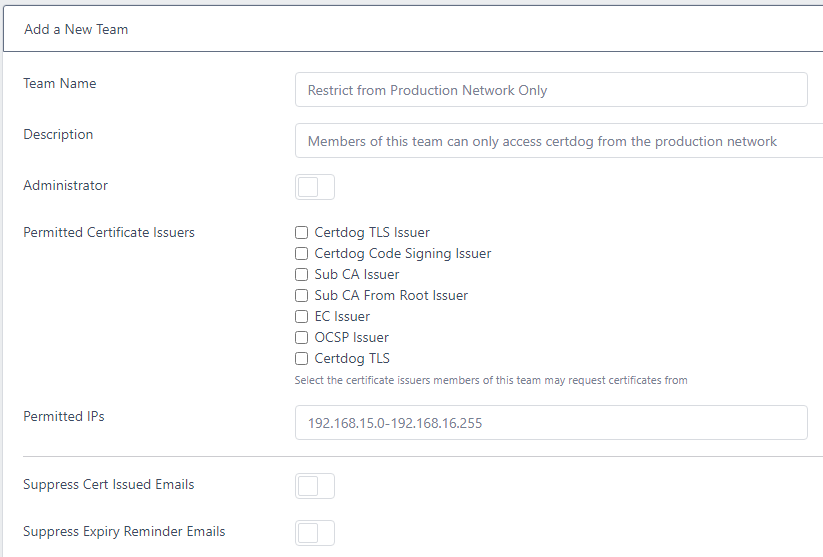 Add a New Team
Team Name
Restrict from Production Network Only
Description
Members of this team can only access certdog from the production network
Administrator
Permitted Certificate Issuers
Certdog TLS Issuer
Certdog Code Signing Issuer
Sub CA Issuer
Sub CA From Root Issuer
EC Issuer
OCSP Issuer
Certdog TLS
Select the certificate issuers members of this team may request certificates from
Permitted IPs
192.168.15.0-192.168.16.255
Suppress Cert Issued Emails
Suppress Expiry Reminder Emails